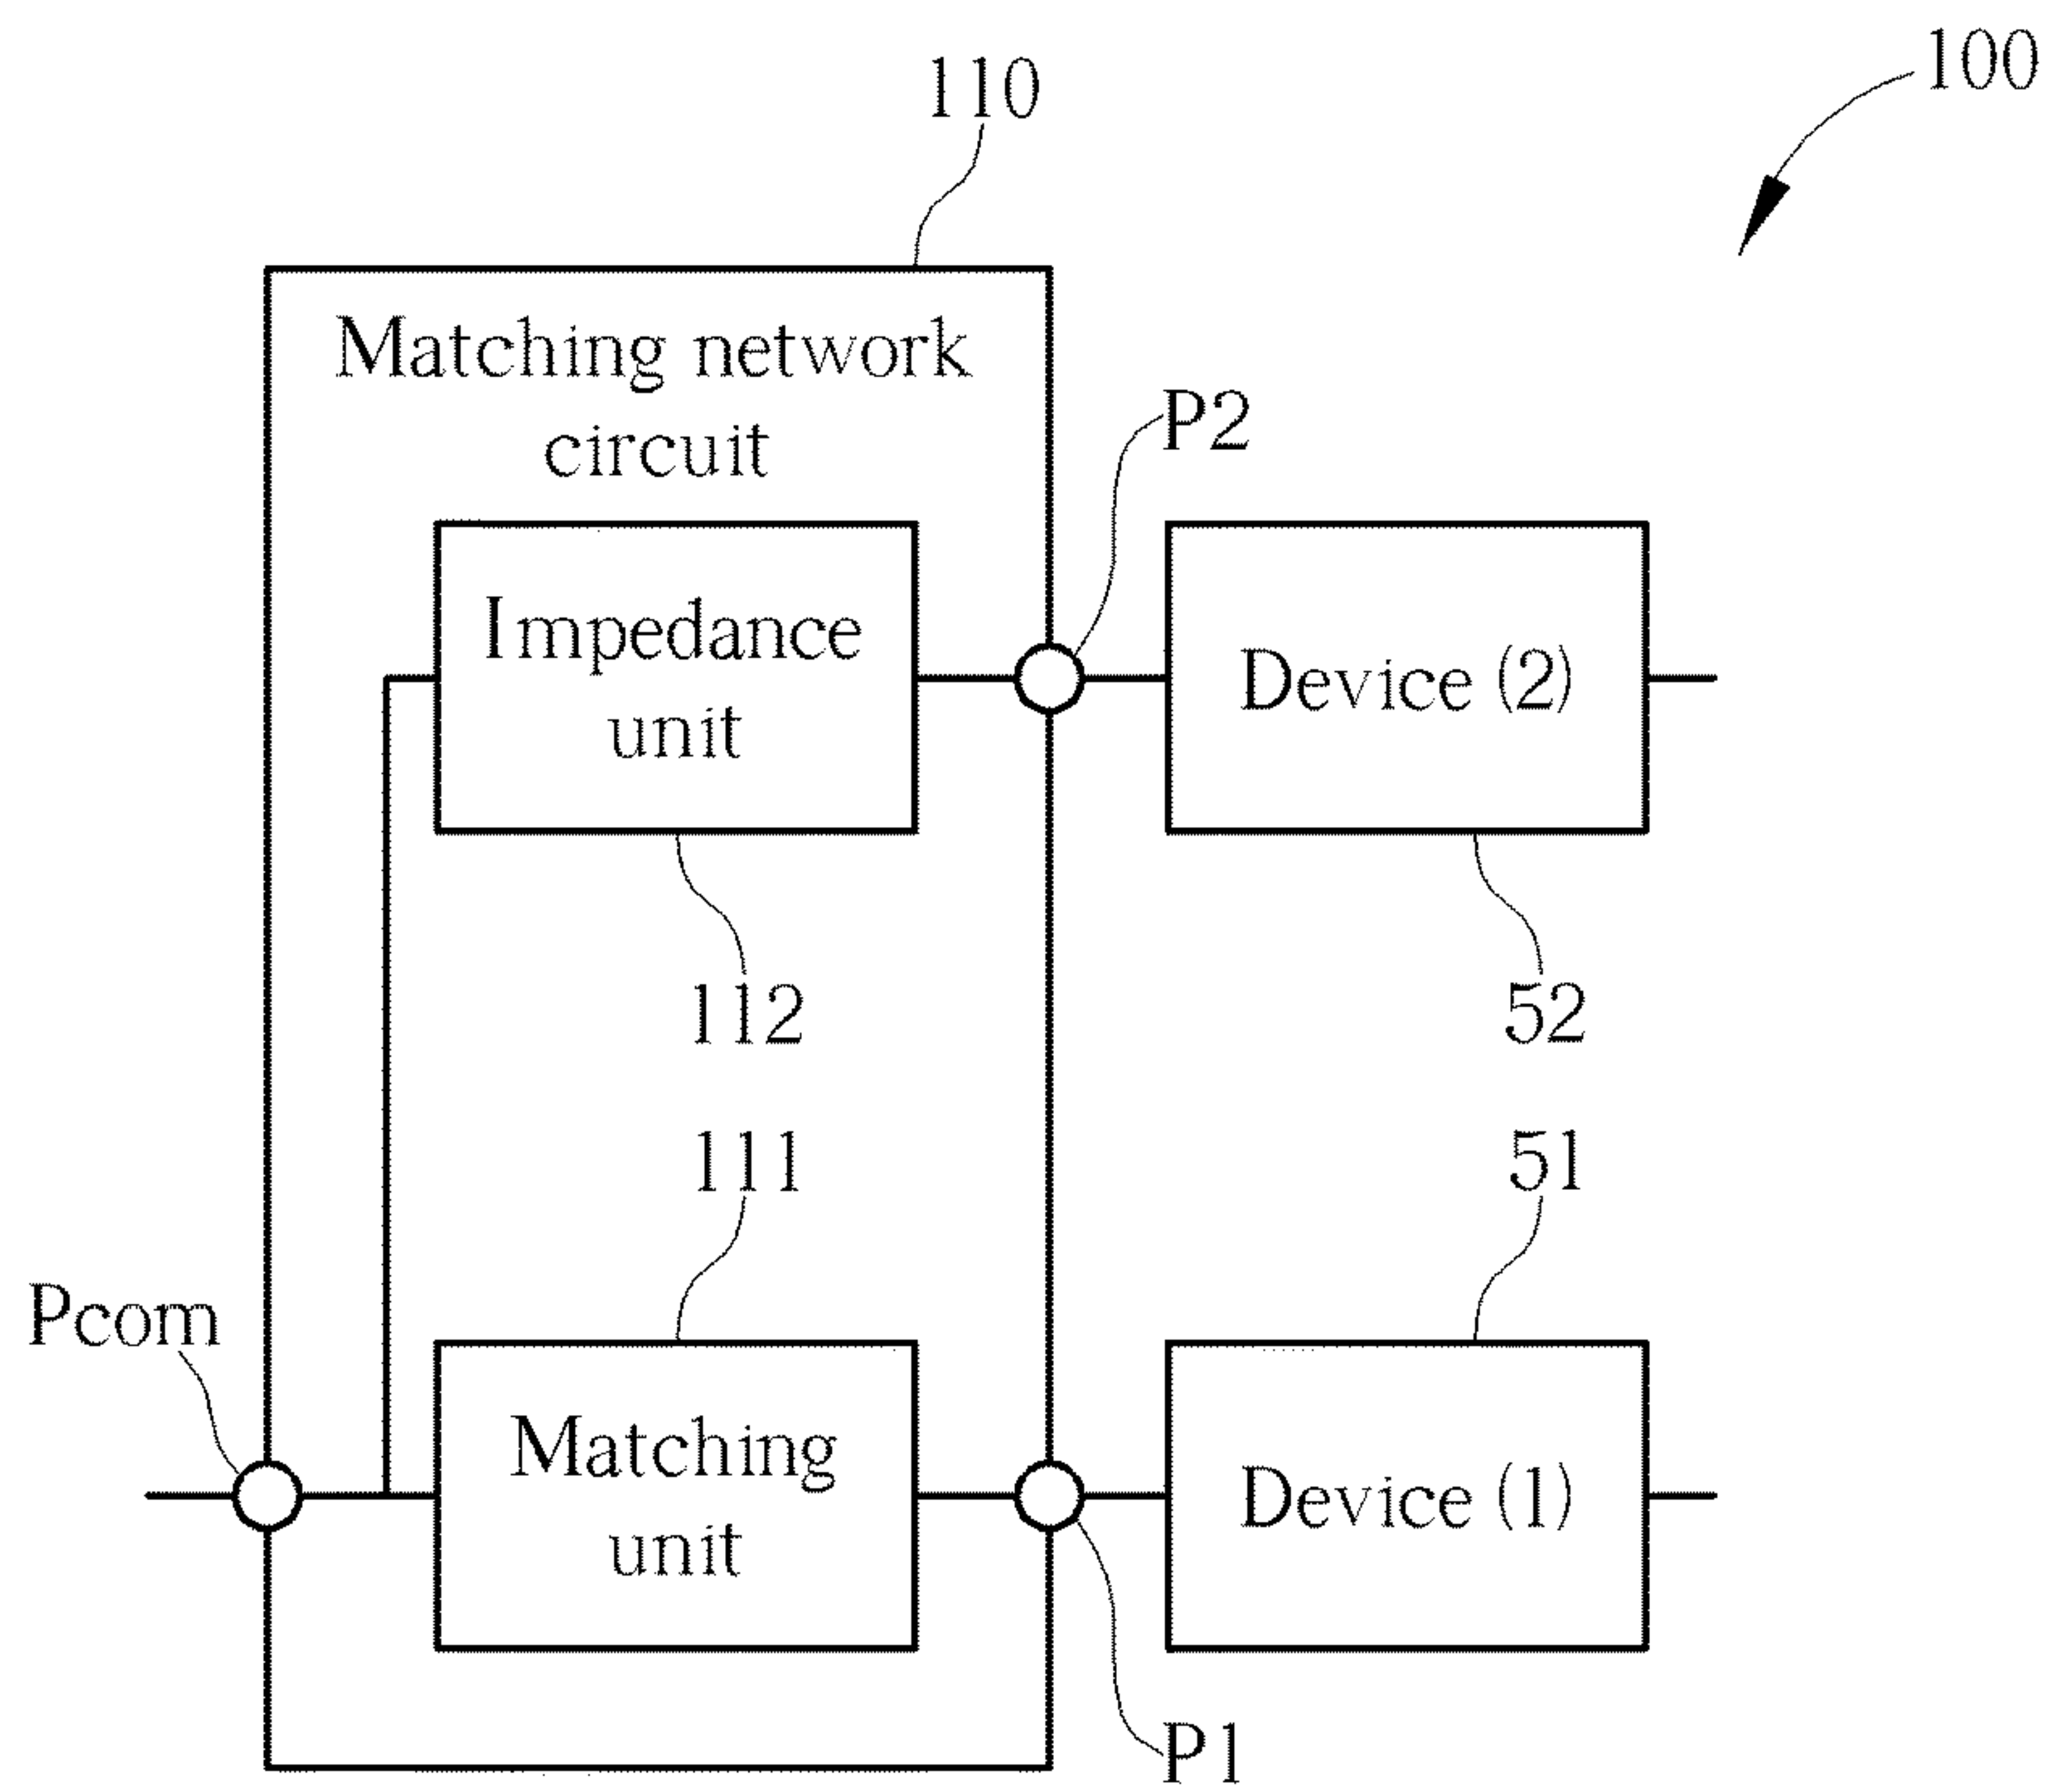 100
110
Matching network
circuit
P2
Impedance
unit
Device (2)
112
52
111
51
Pcom
Matching
unit
Device (1)
P1